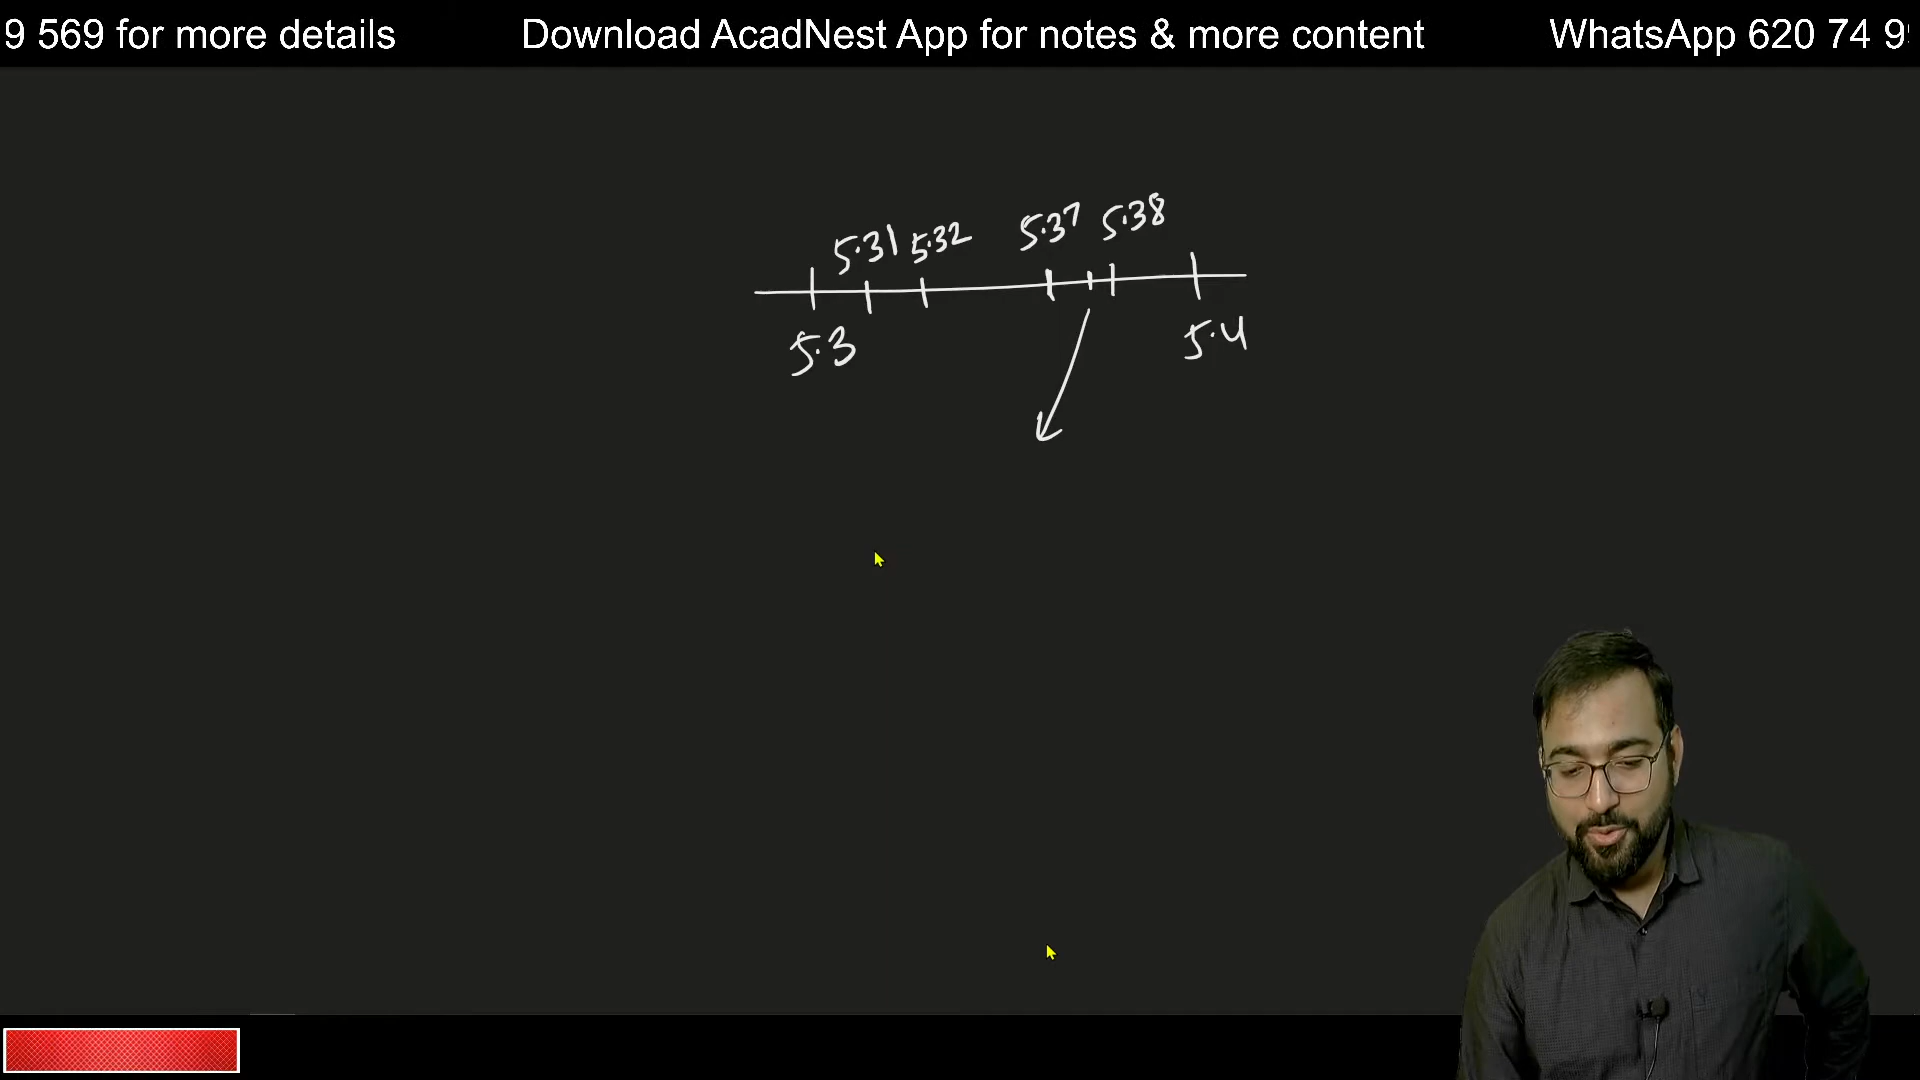 9 569 for more details Download AcadNest App for notes & more content WhatsApp 620 74 9
5.31 5.32 5.37 5.38
5.3 5.4